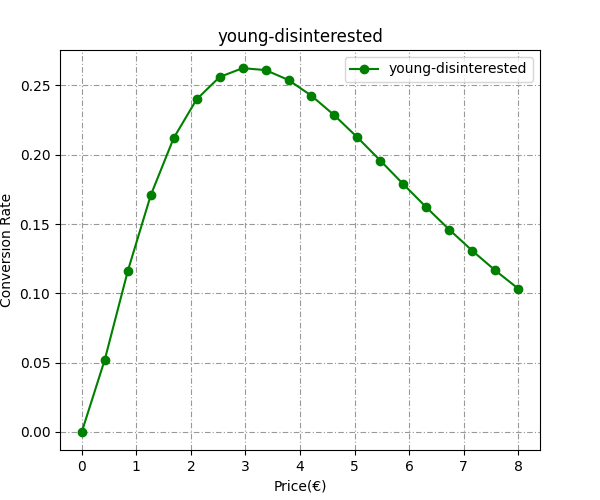 young-disinterested
young-disinterested
0.25
0.20
0.15
0.10
0.05
0.00
Conversion Rate
0 1 2 3 4 5 6 7 8
Price(€)